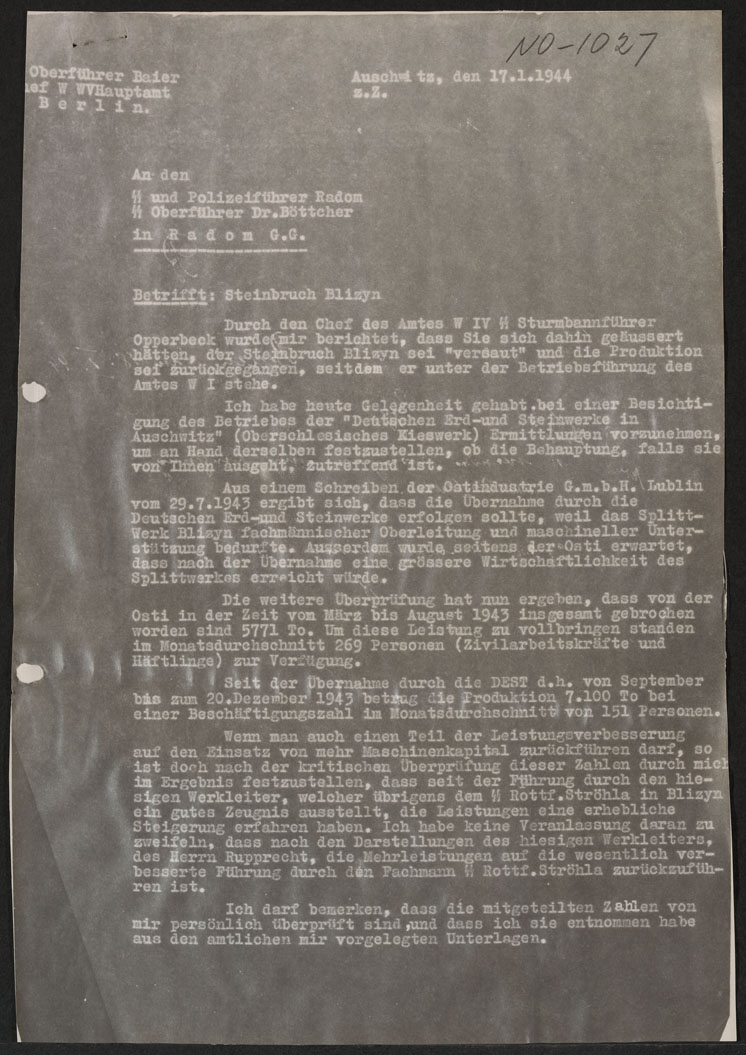 NO-1027
Oberführer Baier
ef W WVHauptamt
B e r l i n.
Auschwitz, den 17.1.1944
z.Z.
An den
SS und Polizeiführer Radom
SS Oberführer Dr.Böttcher
in R a d o m G.G.
Betrifft: Steinbruch Blizyn
Durch den Chef des Amtes W IV SS Sturmbannführer
Opperbeck wurde mir berichtet, dass Sie sich dahin geäussert
hätten, der Steinbruch Blizyn sei "versaut" und die Produktion
sei zurückgegangen, seitdem er unter der Betriebsführung des
Amtes W I stehe.
Ich habe heute Gelegenheit gehabt.bei einer Besichti-
gung des Betriebes der "Deutschen Erd-und Steinwerke in
Auschwitz" (Oberschlesisches Kieswerk) Ermittlungen vorzunehmen,
um an Hand derselben festzustellen, ob die Behauptung, falls sie
von Ihnen ausgeht, zutreffend ist.
Aus einem Schreiben der Ostindustrie G.m.b.H. Lublin
vom 29.7.1943 ergibt sich, dass die Übernahme durch die
Deutschen Erd-und Steinwerke erfolgen sollte, weil das Splitt-
Werk Blizyn fachmännischer Oberleitung und maschineller Unter-
stützung bedurfte. Ausserdem wurde seitens der Osti erwartet,
dass nach der Übernahme eine grössere Wirtschaftlichkeit des
Splittwerkes erreicht würde.
Die weitere Überprüfung hat nun ergeben, dass von der
Osti in der Zeit vom März bis August 1943 insgesamt gebrochen
worden sind 5771 To. Um diese Leistung zu vollbringen standen
im Monatsdurchschnitt 269 Personen (Zivilarbeitskräfte und
Häftlinge) zur Verfügung.
Seit der Übernahme durch die DEST d.h. von September
bis zum 20.Dezember 1943 betrug die Produktion 7.100 To bei
einer Beschäftigungszahl im Monatsdurchschnitt von 151 Personen.
Wenn man auch einen Teil der Leistungsverbesserung
auf den Einsatz von mehr Maschinenkapital zurückführen darf, so
ist doch nach der kritischen Überprüfung dieser Zahlen durch mich
im Ergebnis festzustellen, dass seit der Führung durch den hie-
sigen Werkleiter, welcher übrigens dem SS Rottf.Ströhla in Blizyn
ein gutes Zeugnis ausstellt, die Leistungen eine erhebliche
Steigerung erfahren haben. Ich habe keine Veranlassung daran zu
zweifeln, dass nach den Darstellungen des hiesigen Werkleiters,
des Herrn Rupprecht, die Mehrleistungen auf die wesentlich ver-
besserte Führung durch den Fachmann SS Rottf.Ströhla zurückzufüh-
ren ist.
Ich darf bemerken, dass die mitgeteilten Zahlen von
mir persönlich überprüft sind,und dass ich sie entnommen habe
aus den amtlichen mir vorgelegten Unterlagen.